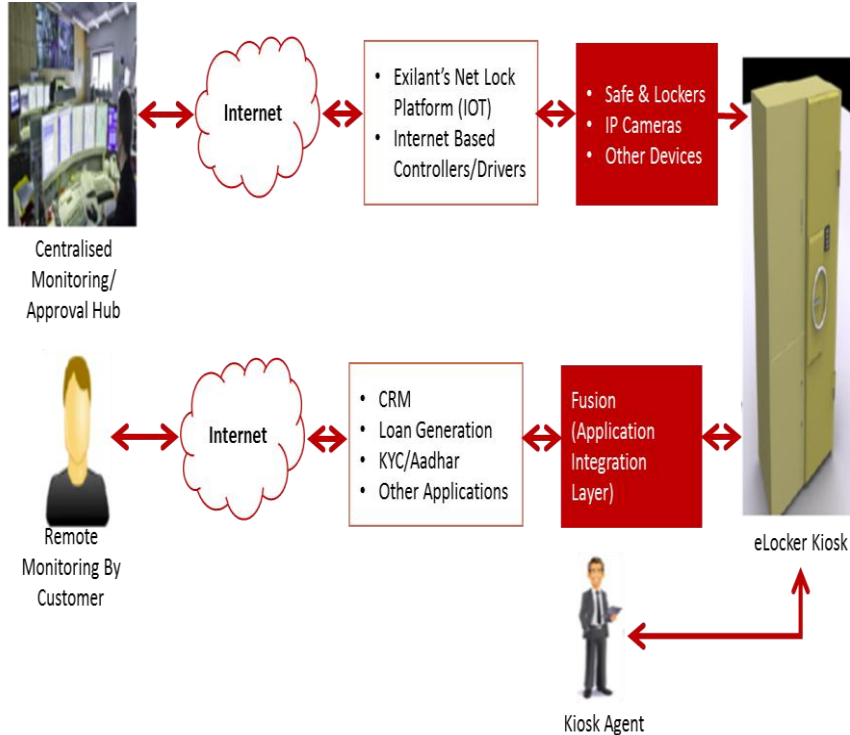 Internet
• Exilant's Net Lock
Platform (IOT)
• Internet Based
Controllers/Drivers
• Safe & Lockers
• IP Cameras
• Other Devices
Centralised
Monitoring/
Approval Hub
Internet
• CRM
• Loan Generation
• KYC/Aadhar
• Other Applications
Fusion
(Application
Integration
Layer)
Remote
Monitoring By
Customer
eLocker Kiosk
Kiosk Agent